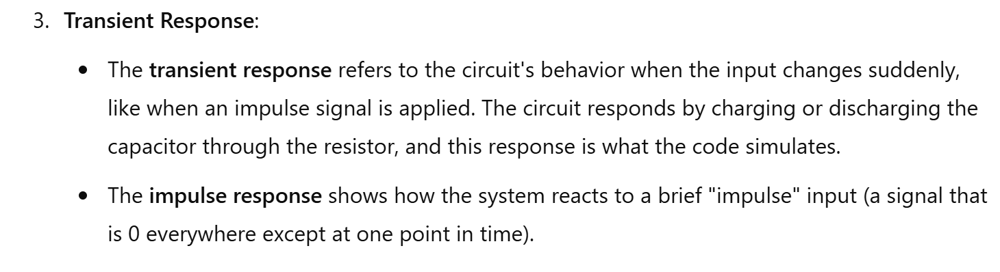 3. Transient Response:
• The transient response refers to the circuit's behavior when the input changes suddenly,
like when an impulse signal is applied. The circuit responds by charging or discharging the
capacitor through the resistor, and this response is what the code simulates.
• The impulse response shows how the system reacts to a brief "impulse" input (a signal that
is 0 everywhere except at one point in time).